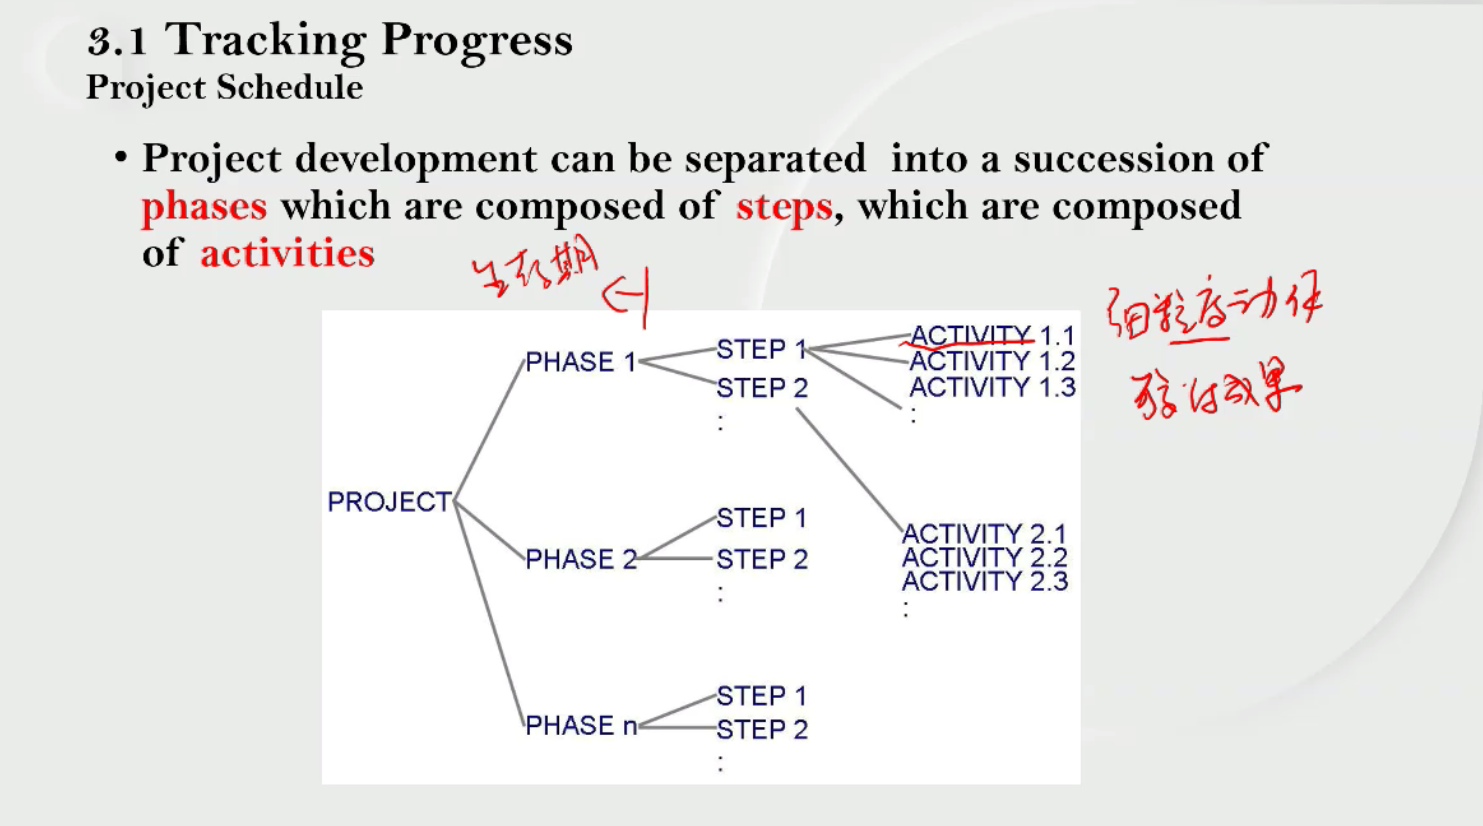 3.1 Tracking Progress
Project Schedule
• Project development can be separated into a succession of
phases which are composed of steps, which are composed
of activities
生存期
细粒度动作
预估成果
PROJECT
PHASE 1
STEP 1
ACTIVITY 1.1
ACTIVITY 1.2
ACTIVITY 1.3
:
STEP 2
:
ACTIVITY 2.1
ACTIVITY 2.2
ACTIVITY 2.3
:
PHASE 2
STEP 1
STEP 2
:
PHASE n
STEP 1
STEP 2
: